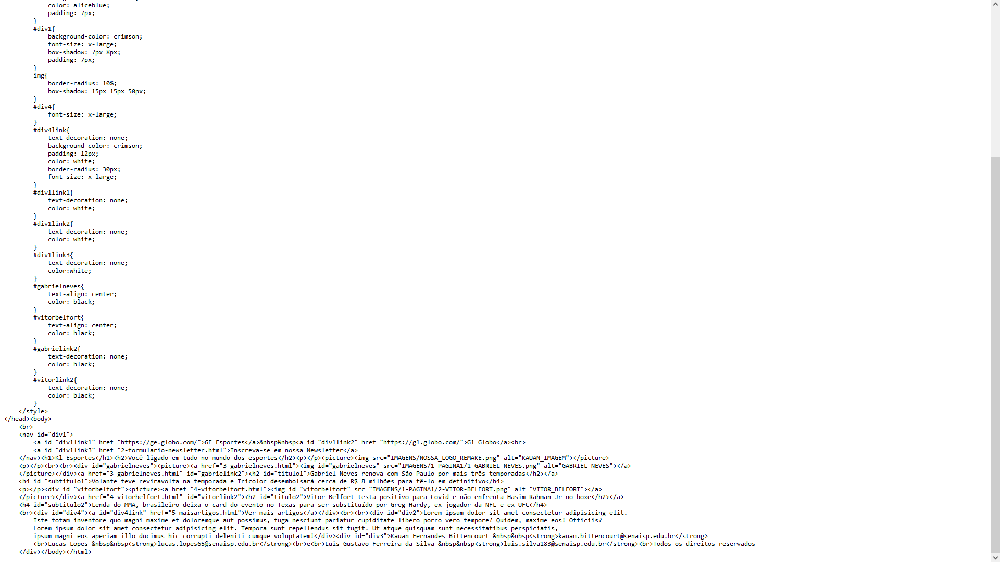 color: aliceblue;
padding: 7px;
}
#div1{
background-color: crimson;
font-size: x-large;
box-shadow: 7px 8px;
padding: 7px;
}
img{
border-radius: 10%;
box-shadow: 15px 15px 50px;
}
#div4{
font-size: x-large;
}
#div4link{
text-decoration: none;
background-color: crimson;
padding: 12px;
color: white;
border-radius: 30px;
font-size: x-large;
}
#div1link1{
text-decoration: none;
color: white;
}
#div1link2{
text-decoration: none;
color: white;
}
#div1link3{
text-decoration: none;
color:white;
}
#gabrielneves{
text-align: center;
color: black;
}
#vitorbelfort{
text-align: center;
color: black;
}
#gabrielink2{
text-decoration: none;
color: black;
}
#vitorlink2{
text-decoration: none;
color: black;
}
</style>
</head><body>
<br>
<nav id="div1">
<a id="div1link1" href="https://ge.globo.com/">GE Esportes</a>&nbsp&nbsp<a id="div1link2" href="https://g1.globo.com/">G1 Globo</a><br>
<a id="div1link3" href="2-formulario-newsletter.html">Inscreva-se em nossa Newsletter</a>
</nav><h1>Kl Esportes</h1><h2>Você ligado em tudo no mundo dos esportes</h2><p></p><picture><img src="IMAGENS/NOSSA_LOGO_REMAKE.png" alt="KAUAN_IMAGEM"></picture>
<p></p><br><br><div id="gabrielneves"><picture><a href="3-gabrielneves.html"><img id="gabrielneves" src="IMAGENS/1-PAGINA1/1-GABRIEL-NEVES.png" alt="GABRIEL_NEVES"></a>
</picture></div><a href="3-gabrielneves.html" id="gabrielink2"><h2 id="titulo1">Gabriel Neves renova com São Paulo por mais três temporadas</h2></a>
<h4 id="subtitulo1">Volante teve reviravolta na temporada e Tricolor desembolsará cerca de R$ 8 milhões para tê-lo em definitivo</h4>
<p></p><div id="vitorbelfort"><picture><a href="4-vitorbelfort.html"><img id="vitorbelfort" src="IMAGENS/1-PAGINA1/2-VITOR-BELFORT.png" alt="VITOR_BELFORT"></a>
</picture></div><a href="4-vitorbelfort.html" id="vitorlink2"><h2 id="titulo2">Vitor Belfort testa positivo para Covid e não enfrenta Hasim Rahman Jr no boxe</h2></a>
<h4 id="subtitulo2">Lenda do MMA, brasileiro deixa o card do evento no Texas para ser substituído por Greg Hardy, ex-jogador da NFL e ex-UFC</h4>
<br><div id="div4"><a id="div4link" href="5-maisartigos.html">Ver mais artigos</a></div><br><br><div id="div2">Lorem ipsum dolor sit amet consectetur adipisicing elit.
Iste totam inventore quo magni maxime et doloremque aut possimus, fuga nesciunt pariatur cupiditate libero porro vero tempore? Quidem, maxime eos! Officiis?
Lorem ipsum dolor sit amet consectetur adipisicing elit. Tempora sunt repellendus sit fugit. Ut atque quisquam sunt necessitatibus perspiciatis,
ipsum magni eos aperiam illo ducimus hic corrupti deleniti cumque voluptatem!</div><div id="div3">Kauan Fernandes Bittencourt &nbsp&nbsp<strong>kauan.bittencourt@senaisp.edu.br</strong>
<br>Lucas Lopes &nbsp&nbsp<strong>lucas.lopes65@senaisp.edu.br</strong><br>e<br>Luis Gustavo Ferreira da Silva &nbsp&nbsp<strong>luis.silva183@senaisp.edu.br</strong><br>Todos os direitos reservados
</div></body></html>